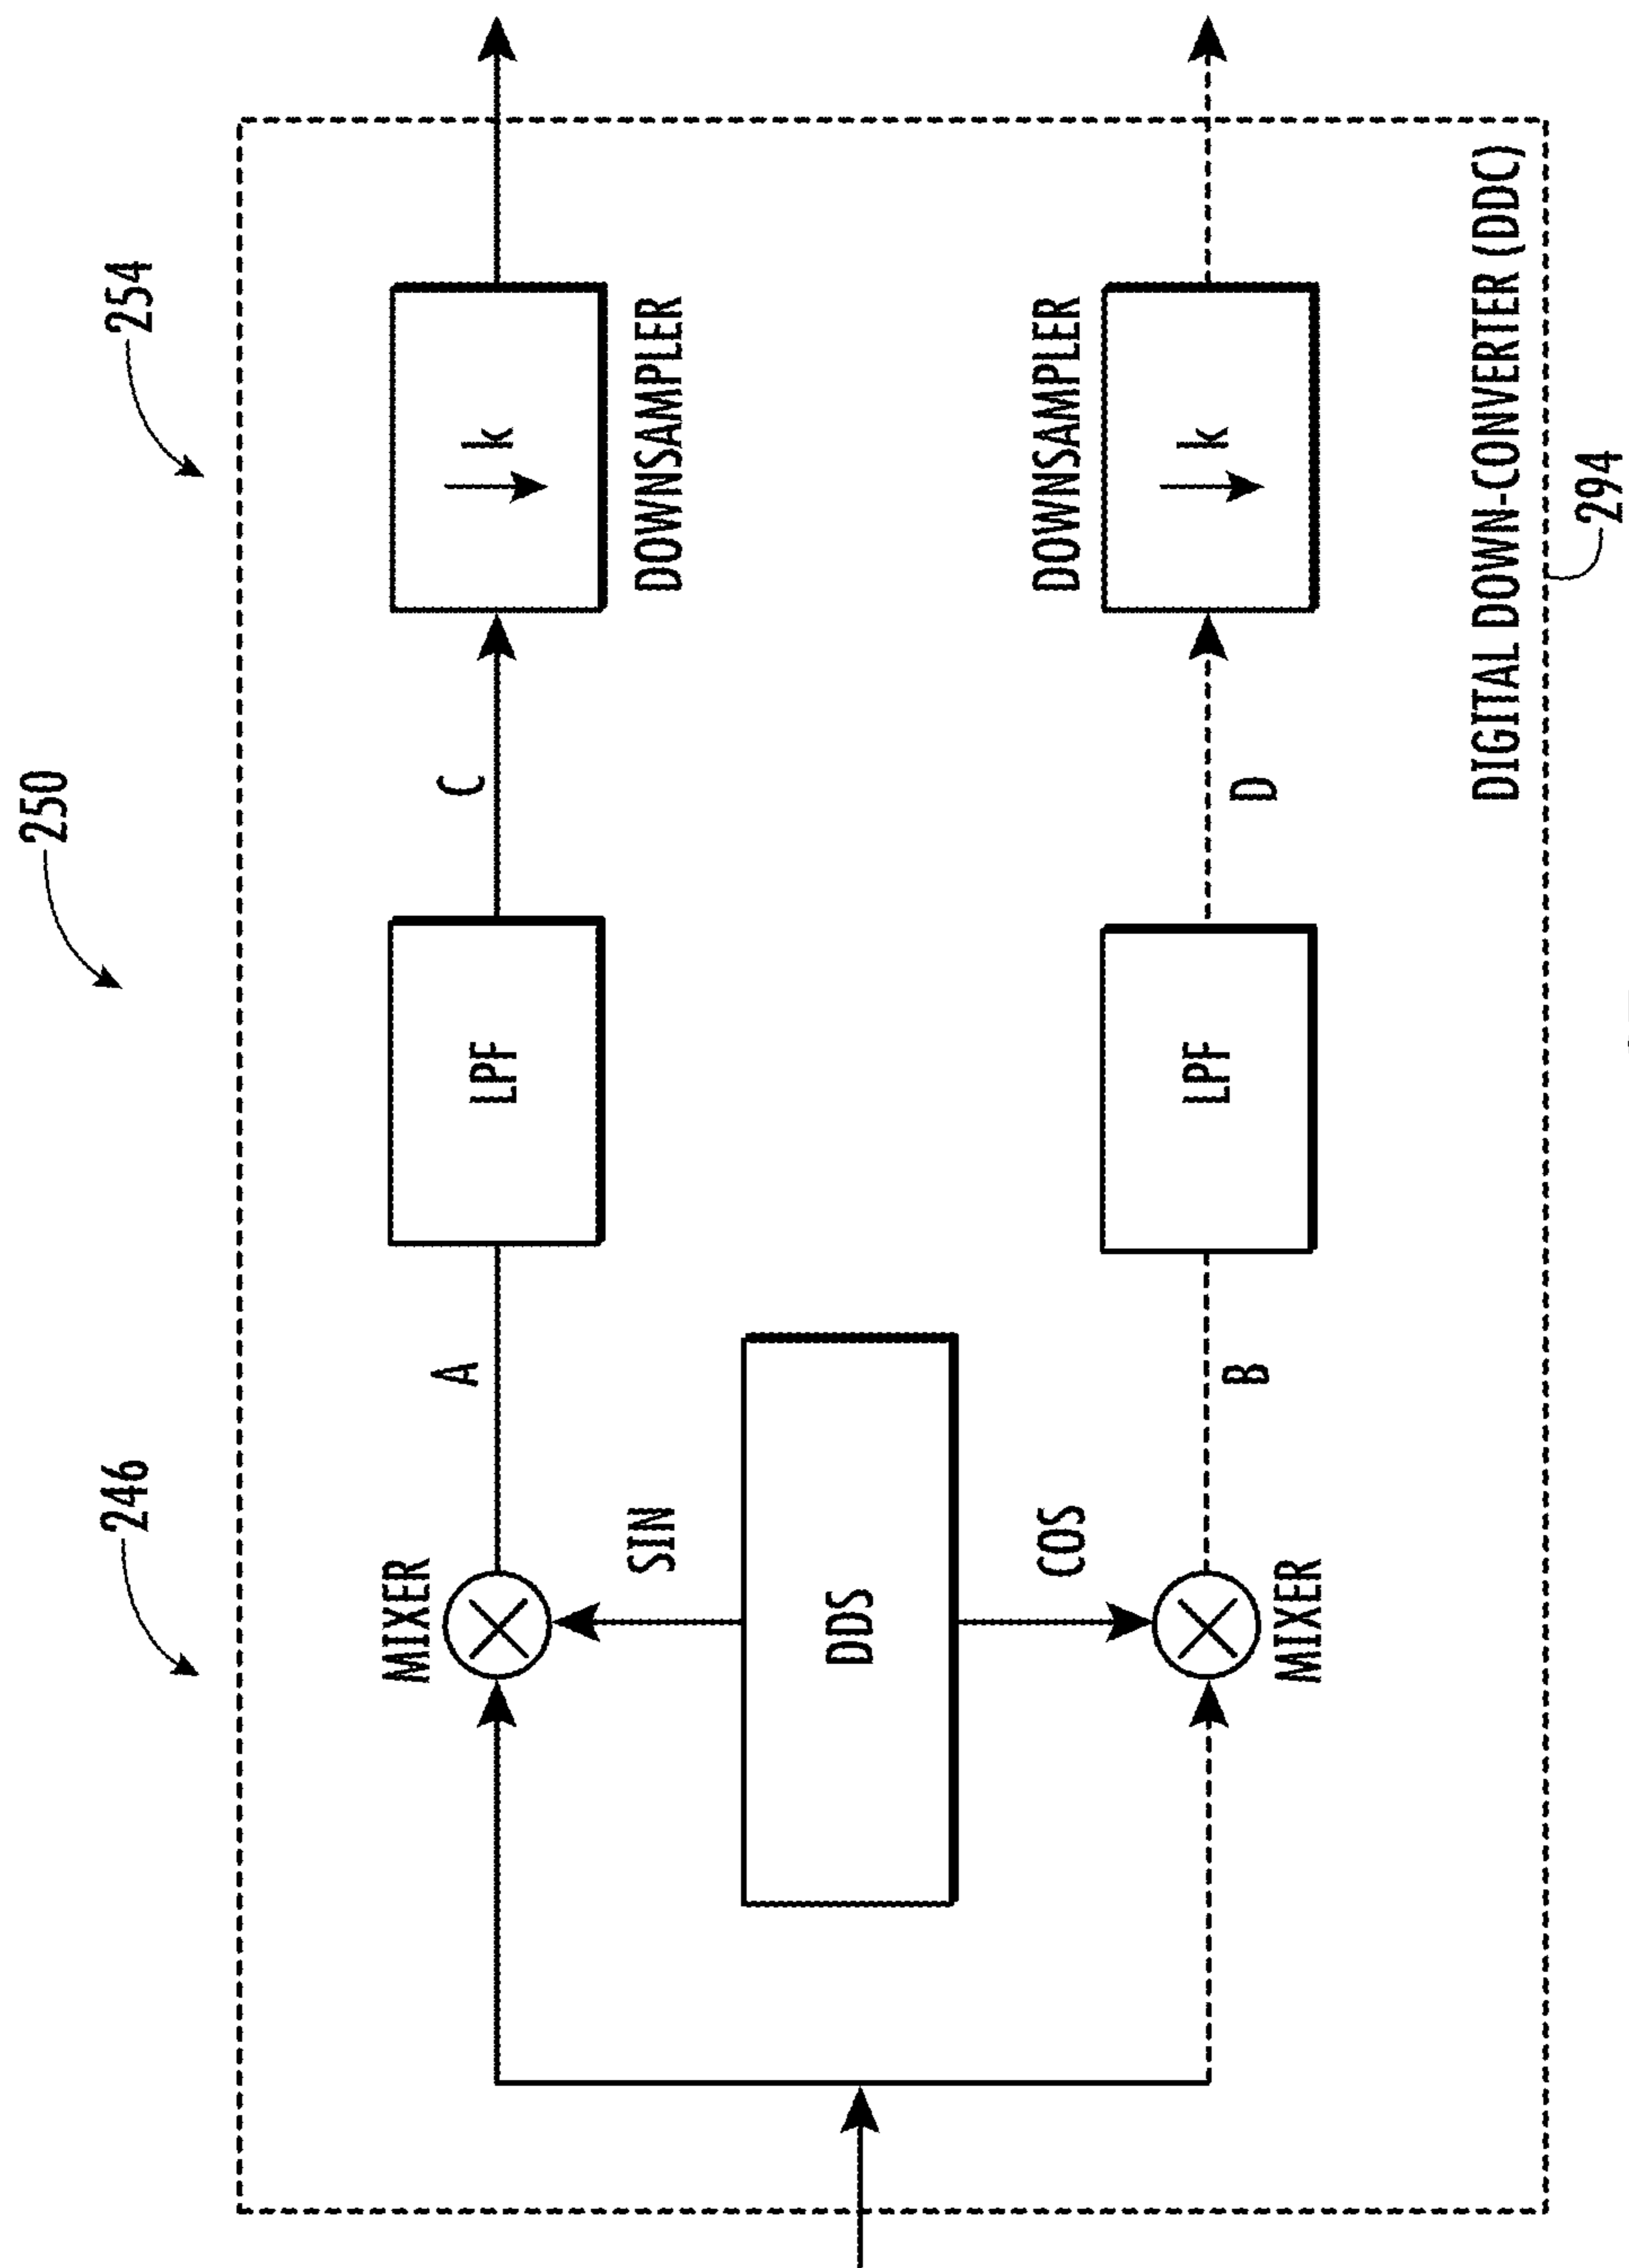 246
250
254
MIXER
A
LPF
C
k
DOWNSAMPLER
SIN
DDS
COS
MIXER
B
LPF
D
k
DOWNSAMPLER
DIGITAL DOWN-CONVERTER (DDC)
294